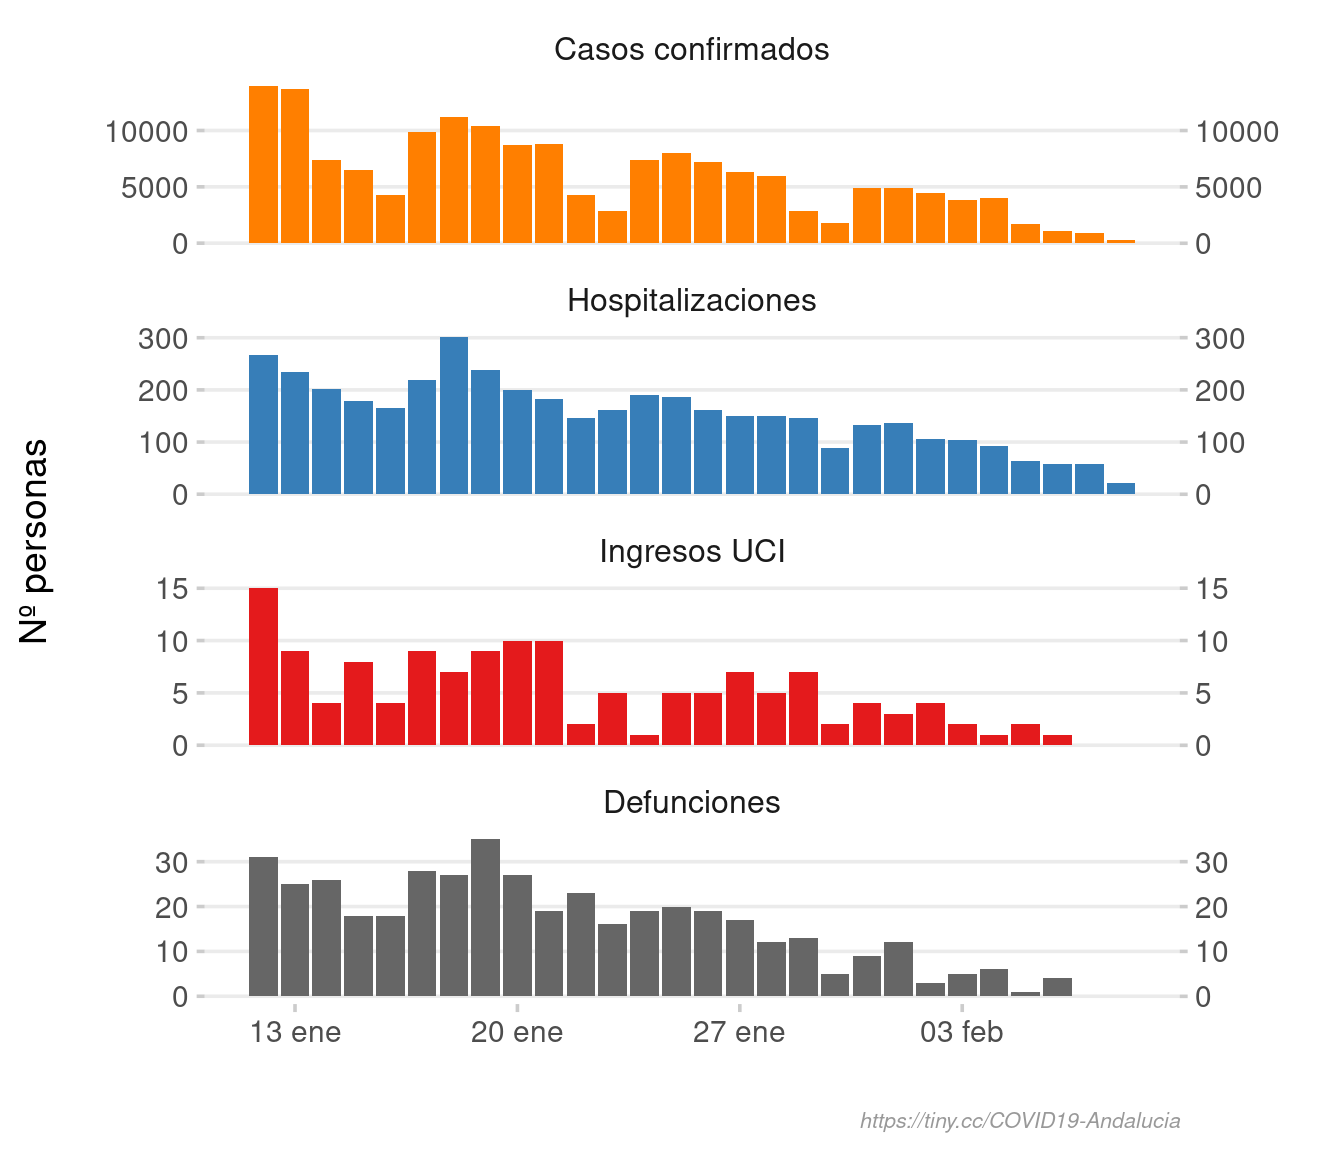 Casos confirmados
10000 10000
5000 5000
0 0
Hospitalizaciones
300 300
200 200
100 100
0 0
Nº personas
Ingresos UCI
15 15
10 10
5 5
0 0
Defunciones
30 30
20 20
10 10
0 0
13 ene 20 ene 27 ene 03 feb
https://tiny.cc/COVID19-Andalucia